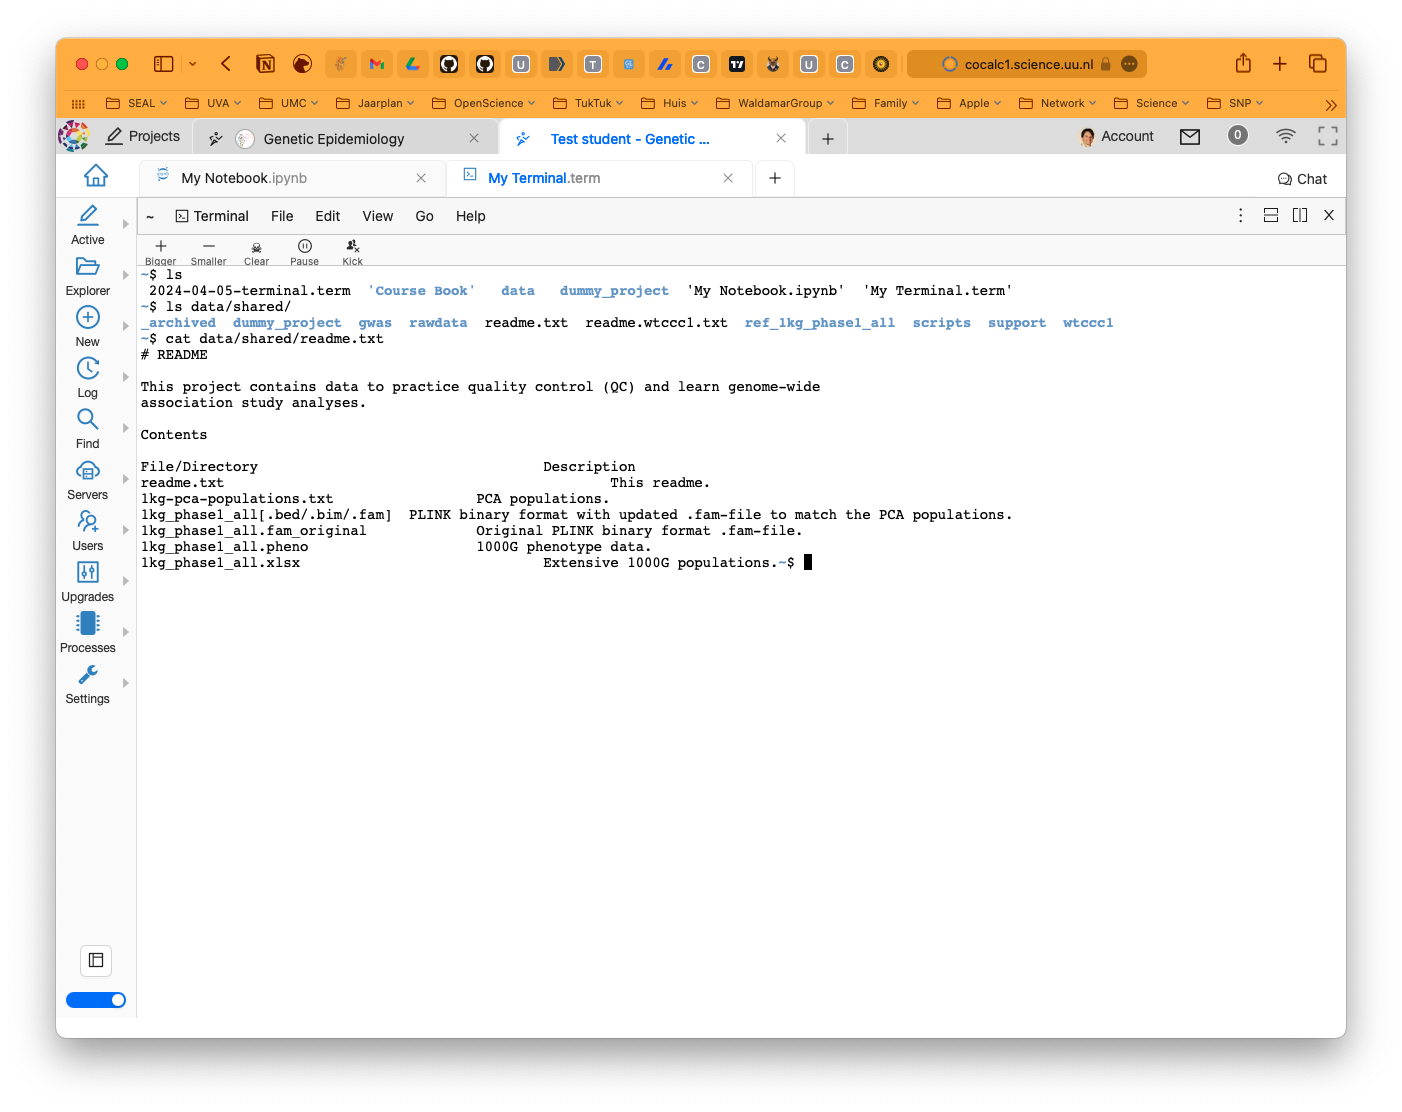 N U T C 17 U C cocalc1.science.uu.nl
SEAL UVA UMC Jaarplan OpenScience TukTuk Huis WaldamarGroup Family Apple Network Science SNP
Projects Genetic Epidemiology Test student - Genetic ... Account 0
My Notebook.ipynb My Terminal.term Chat
~ Terminal File Edit View Go Help
Bigger Smaller Clear Pause Kick
Active
Explorer
New
Log
Find
Servers
Users
Upgrades
Processes
Settings
~$ ls
2024-04-05-terminal.term 'Course Book' data dummy_project 'My Notebook.ipynb' 'My Terminal.term'
~$ ls data/shared/
_archived dummy_project gwas rawdata readme.txt readme.wtccc1.txt ref_1kg_phase1_all scripts support wtccc1
~$ cat data/shared/readme.txt
# README
This project contains data to practice quality control (QC) and learn genome-wide
association study analyses.
Contents
File/Directory Description
readme.txt This readme.
1kg-pca-populations.txt PCA populations.
1kg_phase1_all[.bed/.bim/.fam] PLINK binary format with updated .fam-file to match the PCA populations.
1kg_phase1_all.fam_original Original PLINK binary format .fam-file.
1kg_phase1_all.pheno 1000G phenotype data.
1kg_phase1_all.xlsx Extensive 1000G populations.~$